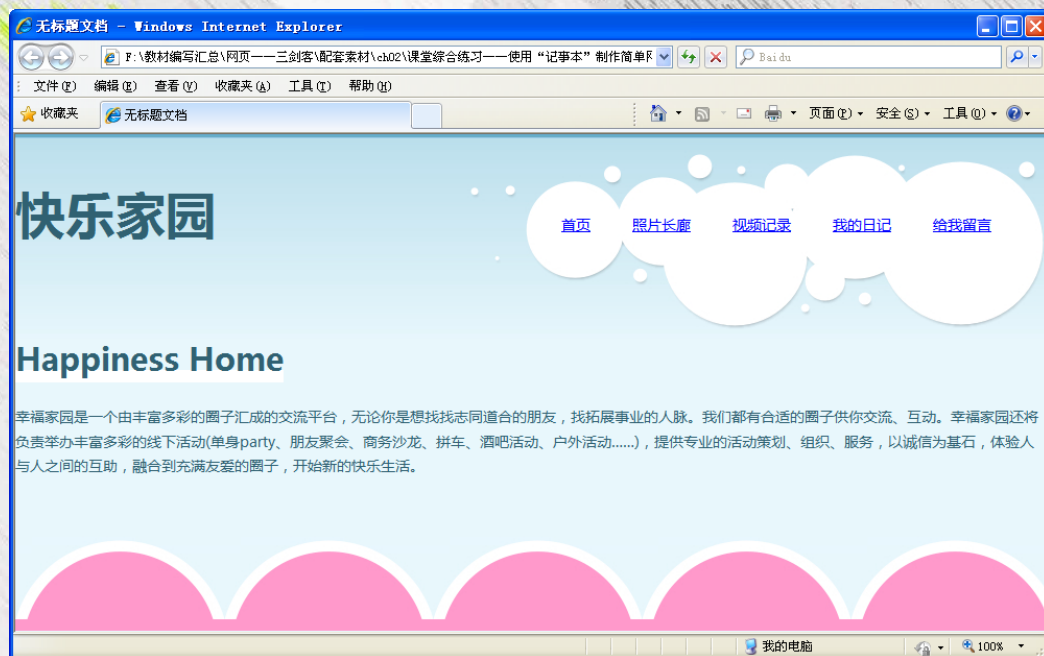 无标题文档 - Windows Internet Explorer
F:\教材编写汇总\网页一一三剑客\配套素材\ch02\课堂综合练习一一使用“记事本”制作简单网
Baidu
文件(F) 编辑(E) 查看(V) 收藏夹(A) 工具(T) 帮助(H)
收藏夹 无标题文档 页面(P) 安全(S) 工具(O)
快乐家园
首页 照片长廊 视频记录 我的日记 给我留言
Happiness Home
幸福家园是一个由丰富多彩的圈子汇成的交流平台，无论你是想找找志同道合的朋友，找拓展事业的人脉。我们都有合适的圈子供你交流、互动。幸福家园还将
负责举办丰富多彩的线下活动(单身party、朋友聚会、商务沙龙、拼车、酒吧活动、户外活动......)，提供专业的活动策划、组织、服务，以诚信为基石，体验人
与人之间的互助，融合到充满友爱的圈子，开始新的快乐生活。
我的电脑 100%